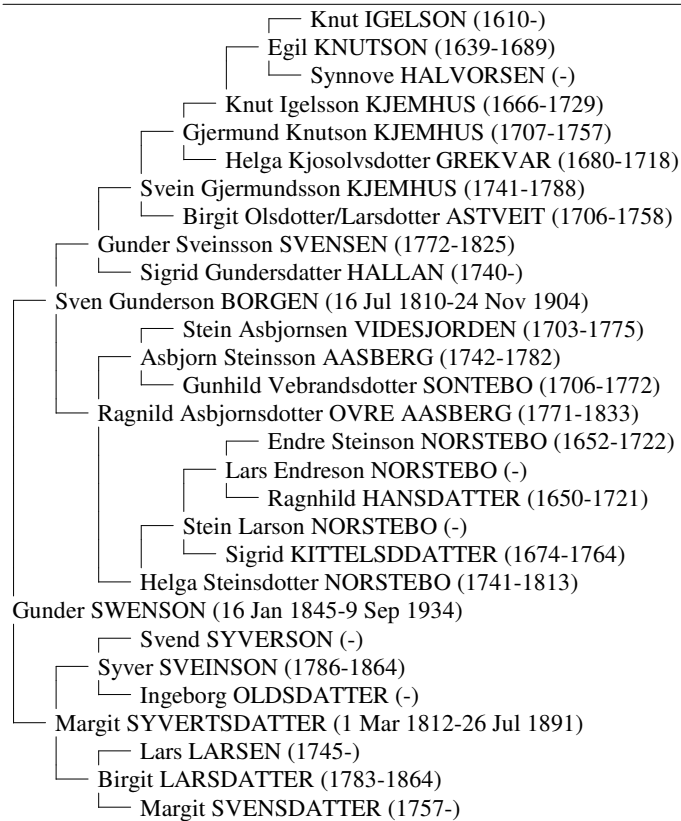 Knut IGELSON (1610-)
Egil KNUTSON (1639-1689)
Synnove HALVORSEN (-)
Knut Igelsson KJEMHUS (1666-1729)
Gjermund Knutson KJEMHUS (1707-1757)
Helga Kjosolvsdotter GREKVAR (1680-1718)
Svein Gjermundsson KJEMHUS (1741-1788)
Birgit Olsdotter/Larsdotter ASTVEIT (1706-1758)
Gunder Sveinsson SVENSEN (1772-1825)
Sigrid Gundersdatter HALLAN (1740-)
Sven Gunderson BORGEN (16 Jul 1810-24 Nov 1904)
Stein Asbjornsen VIDESJORDEN (1703-1775)
Asbjorn Steinsson AASBERG (1742-1782)
Gunhild Vebrandsdotter SONTEBO (1706-1772)
Ragnild Asbjornsdotter OVRE AASBERG (1771-1833)
Endre Steinson NORSTEBO (1652-1722)
Lars Endreson NORSTEBO (-)
Ragnhild HANSDATTER (1650-1721)
Stein Larson NORSTEBO (-)
Sigrid KITTELSDDATTER (1674-1764)
Helga Steinsdotter NORSTEBO (1741-1813)
Gunder SWENSON (16 Jan 1845-9 Sep 1934)
Svend SYVERSON (-)
Syver SVEINSON (1786-1864)
Ingeborg OLDSDATTER (-)
Margit SYVERTSDATTER (1 Mar 1812-26 Jul 1891)
Lars LARSEN (1745-)
Birgit LARSDATTER (1783-1864)
Margit SVENSDATTER (1757-)